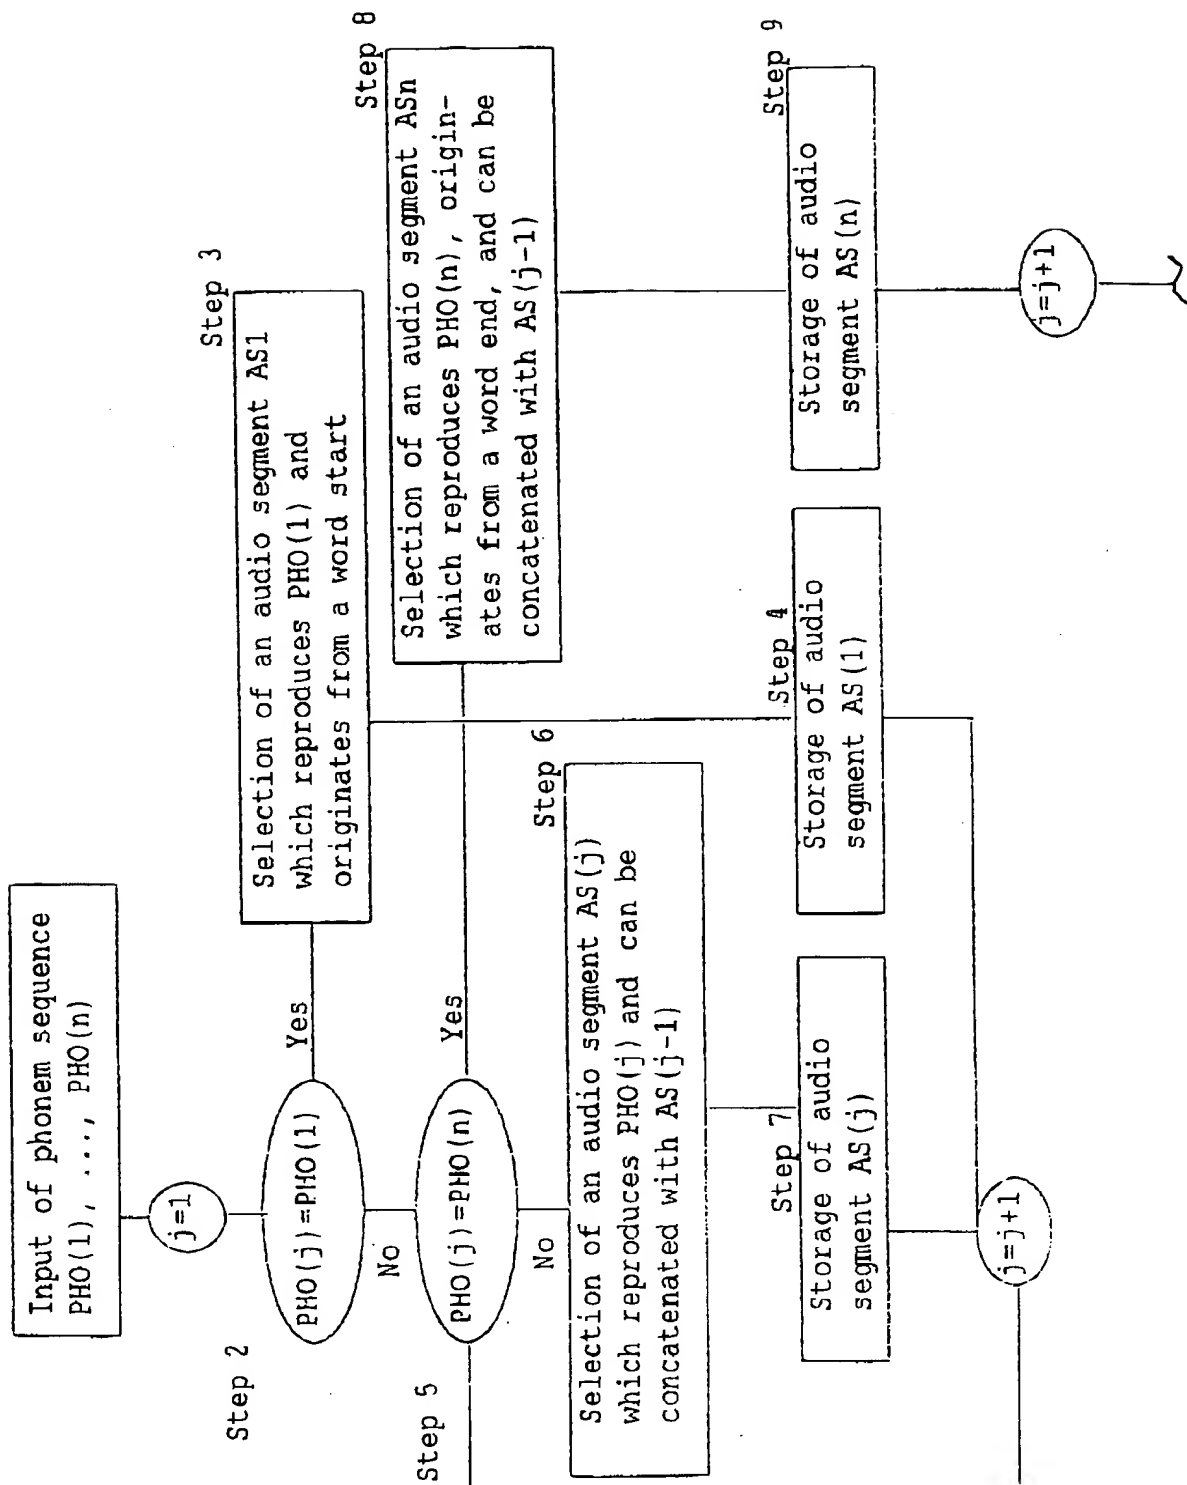 Input of phonem sequence
PHO(1), ..., PHO(n)
j=1
Step 2
PHO(j)=PHO(1)
Yes
No
Step 3
Selection of an audio segment AS1
which reproduces PHO(1) and
originates from a word start
Step 5
PHO(j)=PHO(n)
Yes
No
Step 8
Selection of an audio segment ASn
which reproduces PHO(n), origin-
ates from a word end, and can be
concatenated with AS(j-1)
Step 6
Selection of an audio segment AS(j)
which reproduces PHO(j) and can be
concatenated with AS(j-1)
Step 7
Storage of audio
segment AS(j)
Step 4
Storage of audio
segment AS(1)
Step 9
Storage of audio
segment AS(n)
j=j+1
j=j+1